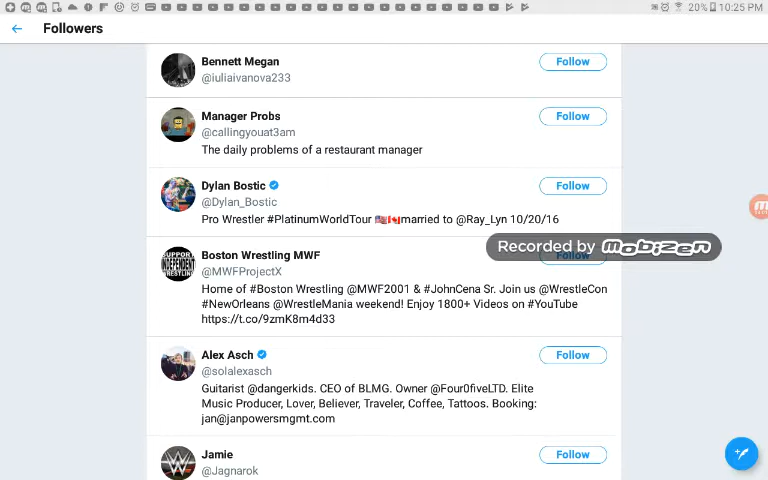 20% 10:25 PM
Followers
Bennett Megan
Follow
@iuliaivanova233
Manager Probs
Follow
@callingyouat3am
The daily problems of a restaurant manager
Dylan Bostic
Follow
@Dylan_Bostic
Pro Wrestler #PlatinumWorldTour 🇺🇸🇨🇦married to @Ray_Lyn 10/20/16
Recorded by mobizen
Boston Wrestling MWF
Follow
@MWFProjectX
SUPPORT
INDEPENDENT
WRESTLING
Home of #Boston Wrestling @MWF2001 & #JohnCena Sr. Join us @WrestleCon
#NewOrleans @WrestleMania weekend! Enjoy 1800+ Videos on #YouTube
https://t.co/9zmK8m4d33
Alex Asch
Follow
@solalexasch
Guitarist @dangerkids. CEO of BLMG. Owner @Four0fiveLTD. Elite
Music Producer, Lover, Believer, Traveler, Coffee, Tattoos. Booking:
jan@janpowersmgmt.com
Jamie
Follow
@Jagnarok